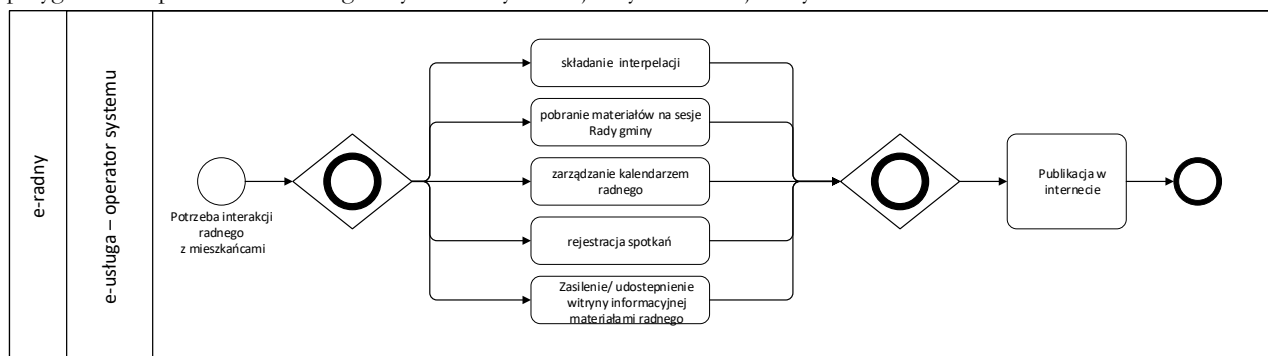 e-radny
e-usługa – operator systemu
Potrzeba interakcji
radnego
z mieszkańcami
składanie interpelacji
pobranie materiałów na sesje
Rady gminy
zarządzanie kalendarzem
radnego
rejestracja spotkań
Zasilenie/ udostepnienie
witryny informacyjnej
materiałami radnego
Publikacja w
internecie